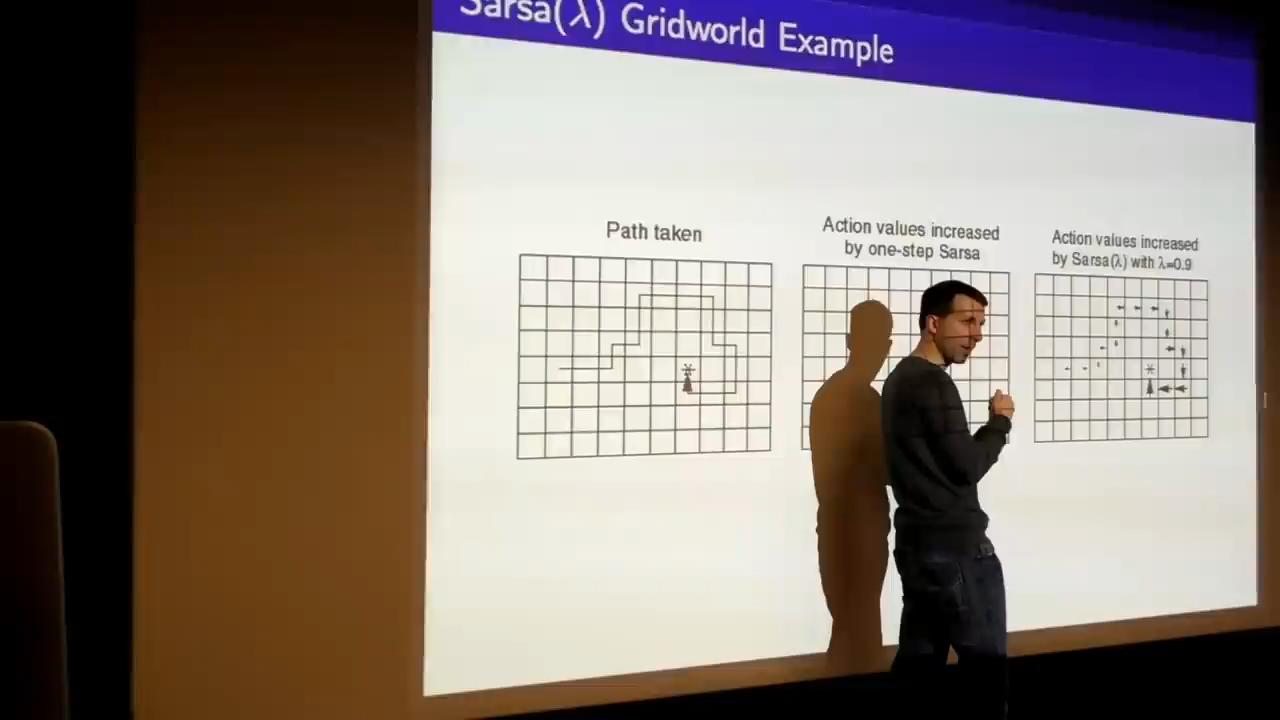 Sarsa(λ) Gridworld Example
Path taken
Action values increased
by one-step Sarsa
Action values increased
by Sarsa(λ) with λ=0.9